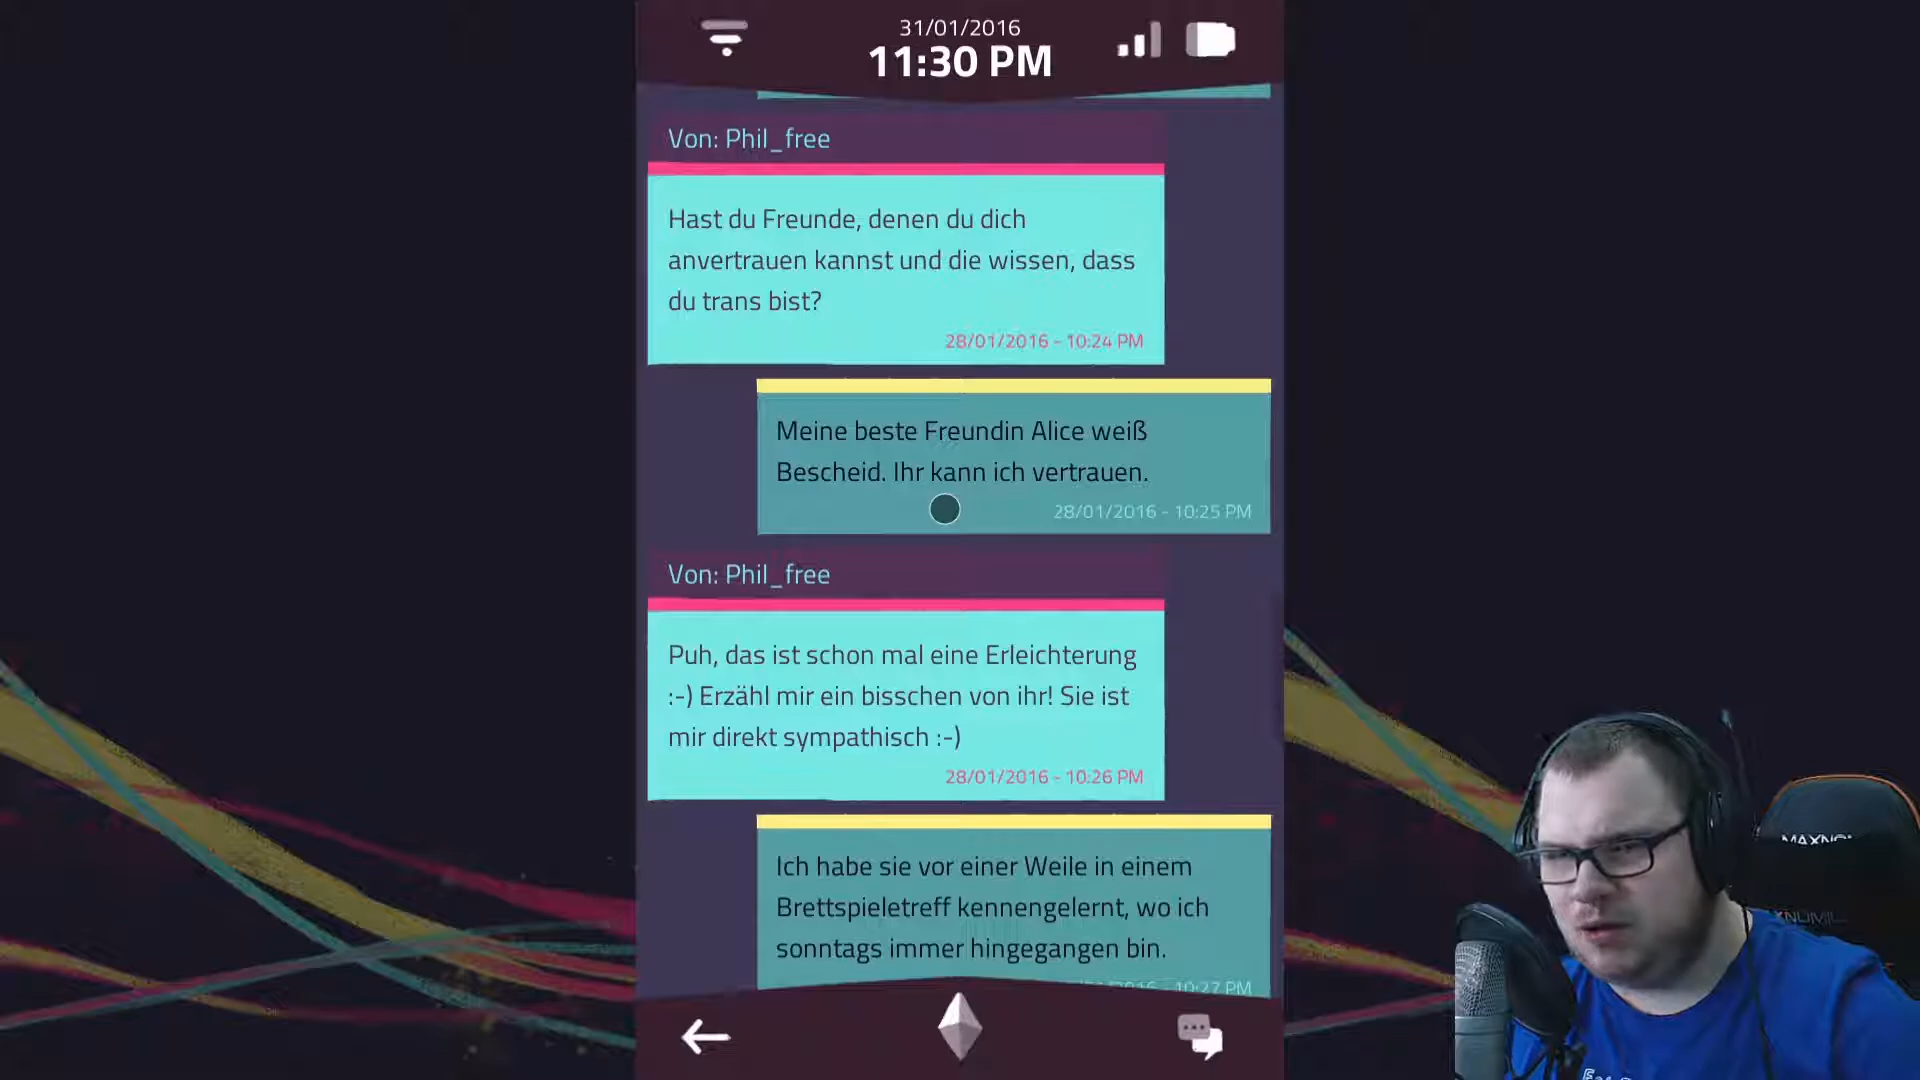 31/01/2016
11:30 PM
Von: Phil_free
Hast du Freunde, denen du dich
anvertrauen kannst und die wissen, dass
du trans bist?
28/01/2016 - 10:24 PM
Meine beste Freundin Alice weiß
Bescheid. Ihr kann ich vertrauen.
28/01/2016 - 10:25 PM
Von: Phil_free
Puh, das ist schon mal eine Erleichterung
:-) Erzähl mir ein bisschen von ihr! Sie ist
mir direkt sympathisch :-)
28/01/2016 - 10:26 PM
Ich habe sie vor einer Weile in einem
Brettspieletreff kennengelernt, wo ich
sonntags immer hingegangen bin.
10:27 PM